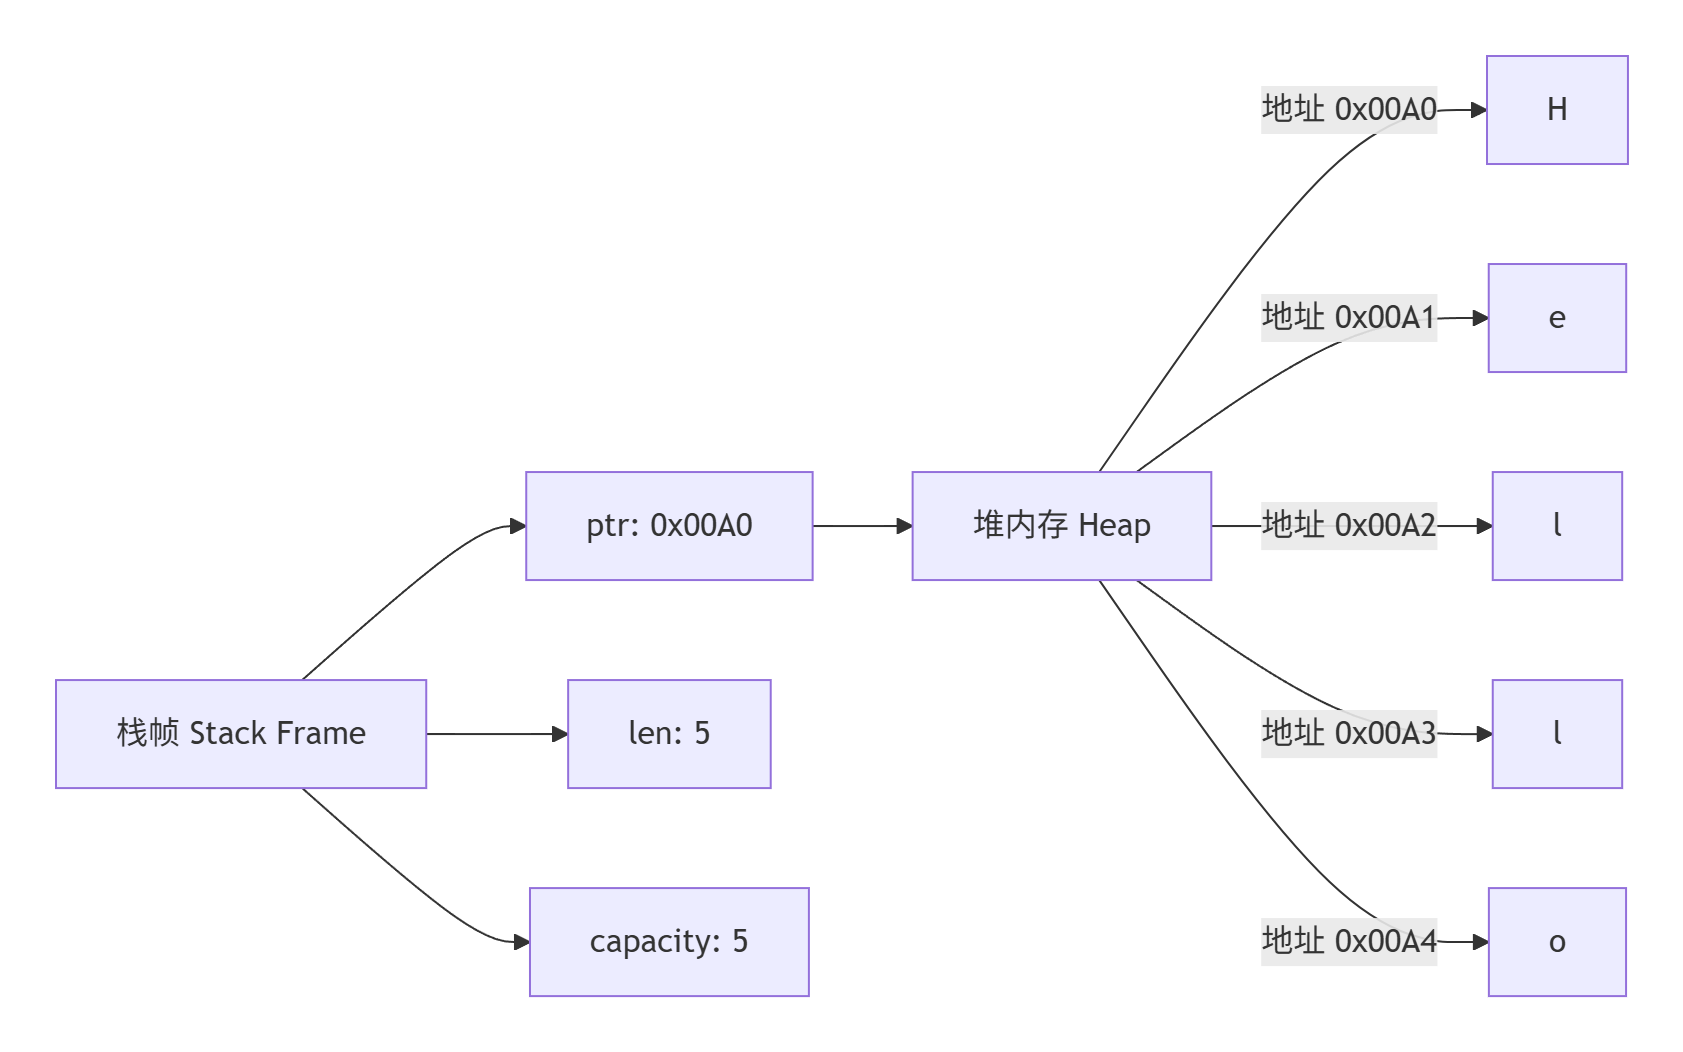 栈帧 Stack Frame
ptr: 0x00A0
len: 5
capacity: 5
堆内存 Heap
地址 0x00A0
H
地址 0x00A1
e
地址 0x00A2
l
地址 0x00A3
l
地址 0x00A4
o